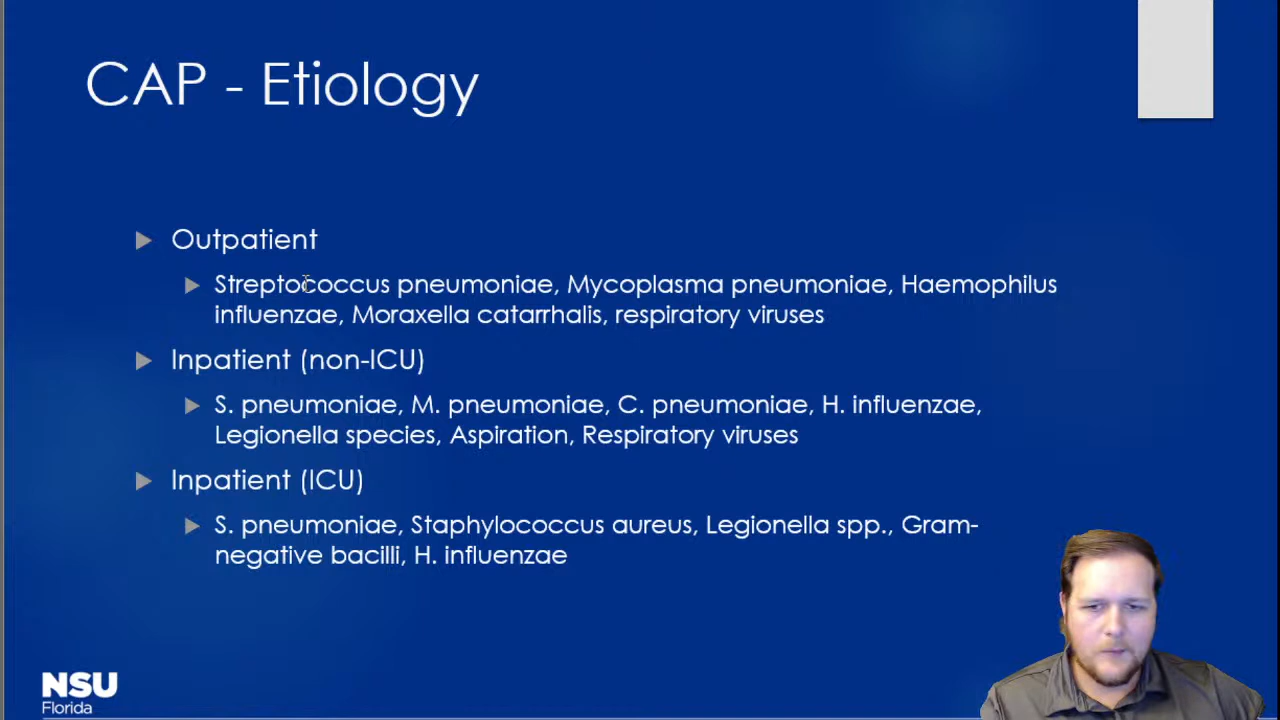 CAP - Etiology
Outpatient
Streptococcus pneumoniae, Mycoplasma pneumoniae, Haemophilus
influenzae, Moraxella catarrhalis, respiratory viruses
Inpatient (non-ICU)
S. pneumoniae, M. pneumoniae, C. pneumoniae, H. influenzae,
Legionella species, Aspiration, Respiratory viruses
Inpatient (ICU)
S. pneumoniae, Staphylococcus aureus, Legionella spp., Gram-
negative bacilli, H. influenzae
NSU
Florida